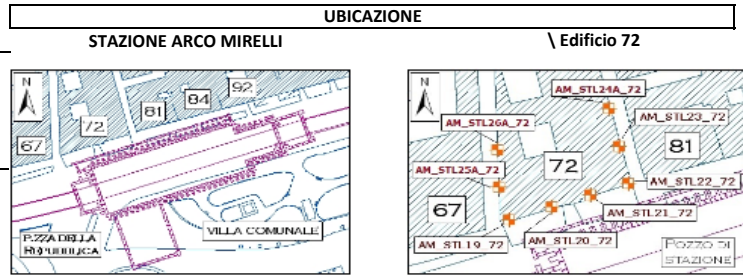 UBICAZIONE
STAZIONE ARCO MIRELLI
\ Edificio 72
N
92
84
81
72
67
VILLA COMUNALE
P.ZZA DELLA
REPUBBLICA
N
AM_STL24A_72
AM_STL26A_72
AM_STL23_72
81
72
AM_STL25A_72
AM_STL22_72
67
AM_STL21_72
AM_STL19_72
AM_STL20_72
POZZO DI
STAZIONE